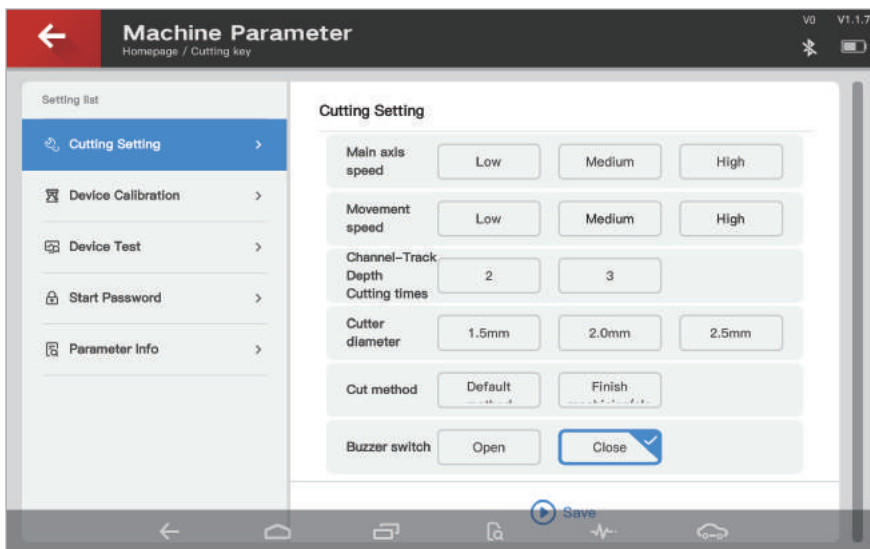 Machine Parameter
Homepage / Cutting key
V0 V1.1.7
Setting list
Cutting Setting
Device Calibration
Device Test
Start Password
Parameter Info
Cutting Setting
Main axis
speed
Low Medium High
Movement
speed
Low Medium High
Channel-Track
Depth
Cutting times
2 3
Cutter
diameter
1.5mm 2.0mm 2.5mm
Cut method
Default
Finish
Buzzer switch
Open Close
Save